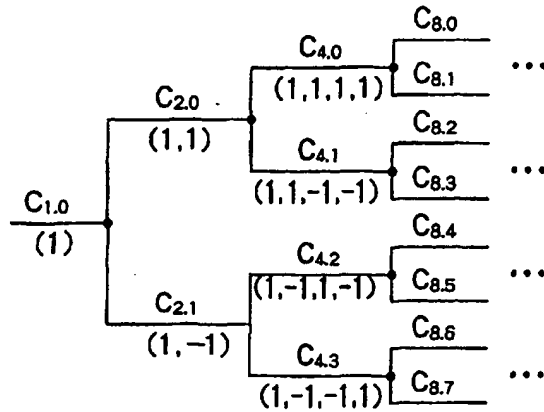 C1.0
(1)
C2.0
(1,1)
C2.1
(1,-1)
C4.0
(1,1,1,1)
C4.1
(1,1,-1,-1)
C4.2
(1,-1,1,-1)
C4.3
(1,-1,-1,1)
C8.0
C8.1
...
C8.2
C8.3
...
C8.4
C8.5
...
C8.6
C8.7
...